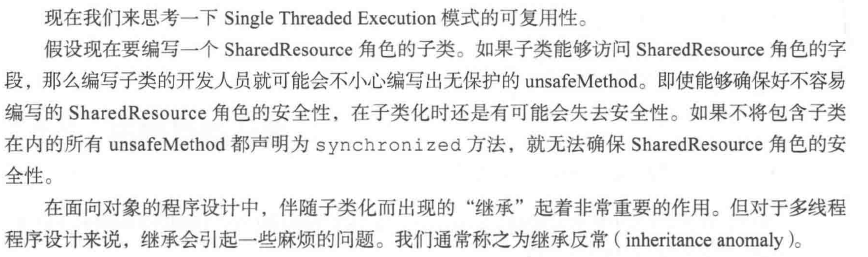 现在我们来思考一下 Single Threaded Execution 模式的可复用性。
假设现在要编写一个 SharedResource 角色的子类。如果子类能够访问 SharedResource 角色的字
段，那么编写子类的开发人员就可能会不小心编写出无保护的 unsafeMethod。即使能够确保好不容易
编写的 SharedResource 角色的安全性，在子类化时还是有可能会失去安全性。如果不将包含子类
在内的所有 unsafeMethod 都声明为 synchronized 方法，就无法确保 SharedResource 角色的安
全性。
在面向对象的程序设计中，伴随子类化而出现的“继承”起着非常重要的作用。但对于多线程
程序设计来说，继承会引起一些麻烦的问题。我们通常称之为继承反常（inheritance anomaly）。